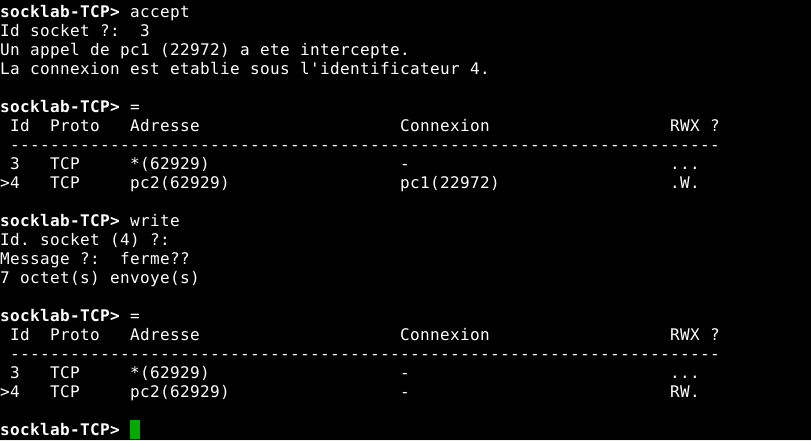 socklab-TCP> accept
Id socket ?:  3
Un appel de pc1 (22972) a ete intercepte.
La connexion est etablie sous l'identificateur 4.
socklab-TCP> =
 Id  Proto   Adresse                    Connexion                  RWX ?
 -----------------------------------------------------------------------
 3   TCP     *(62929)                   -                          ...
>4   TCP     pc2(62929)                 pc1(22972)                 .W.
socklab-TCP> write
Id. socket (4) ?:
Message ?:  ferme??
7 octet(s) envoye(s)
socklab-TCP> =
 Id  Proto   Adresse                    Connexion                  RWX ?
 -----------------------------------------------------------------------
 3   TCP     *(62929)                   -                          ...
>4   TCP     pc2(62929)                 -                          RW.
socklab-TCP>